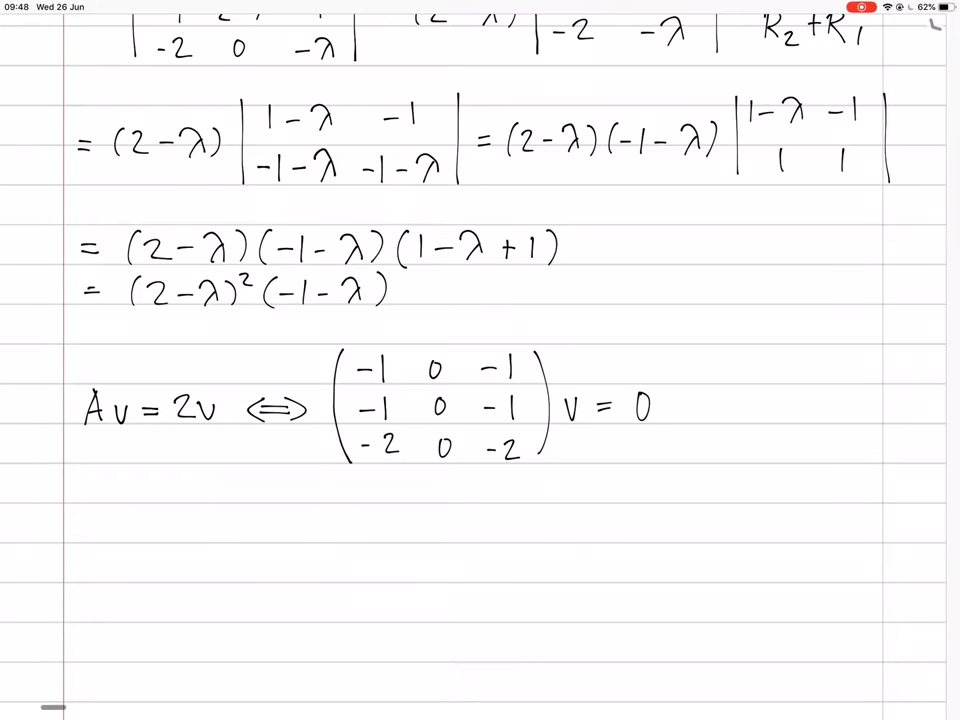 09:48 Wed 26 Jun 62%
-2 0 -λ | | -2 -λ | R₂+R₁
= (2-λ) | 1-λ -1 | = (2-λ)(-1-λ) | 1-λ -1 |
| -1-λ -1-λ | | 1 1 |
= (2-λ)(-1-λ)(1-λ+1)
= (2-λ)²(-1-λ)
( -1 0 -1 )
Av = 2v ⟺ ( -1 0 -1 ) v = 0
( -2 0 -2 )